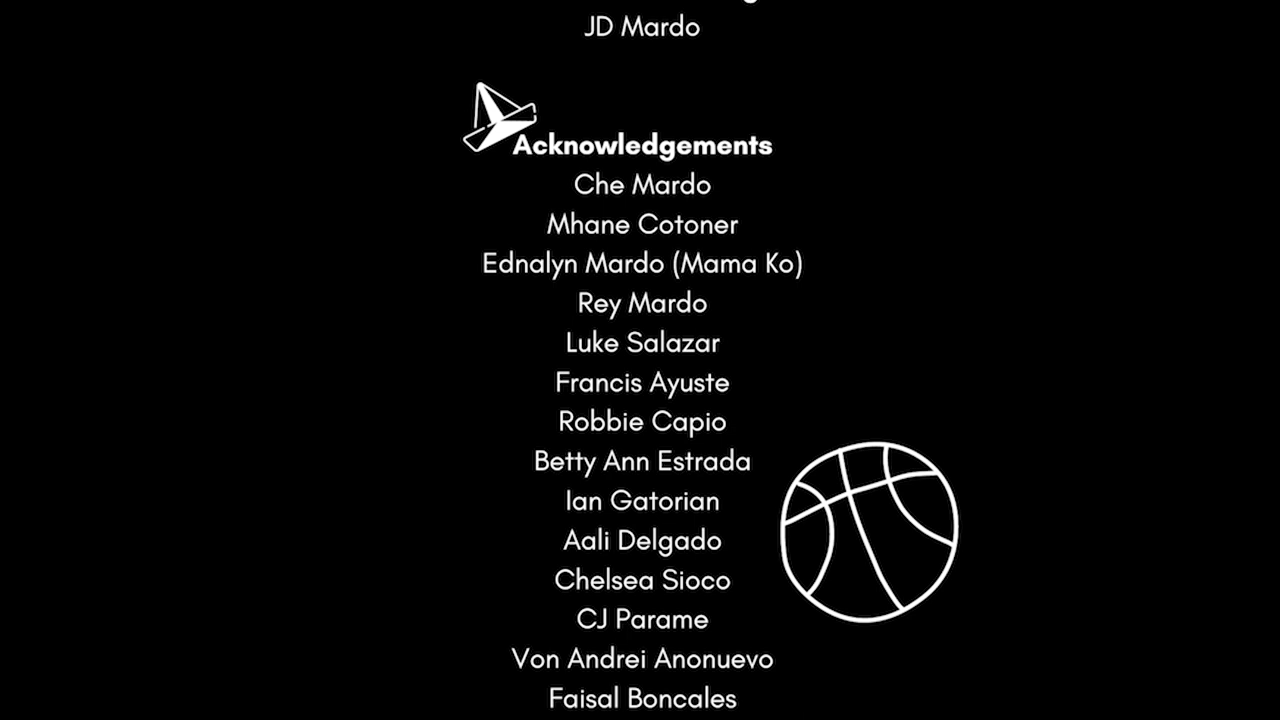 JD Mardo
Acknowledgements
Che Mardo
Mhane Cotoner
Ednalyn Mardo (Mama Ko)
Rey Mardo
Luke Salazar
Francis Ayuste
Robbie Capio
Betty Ann Estrada
Ian Gatorian
Aali Delgado
Chelsea Sioco
CJ Parame
Von Andrei Anonuevo
Faisal Boncales